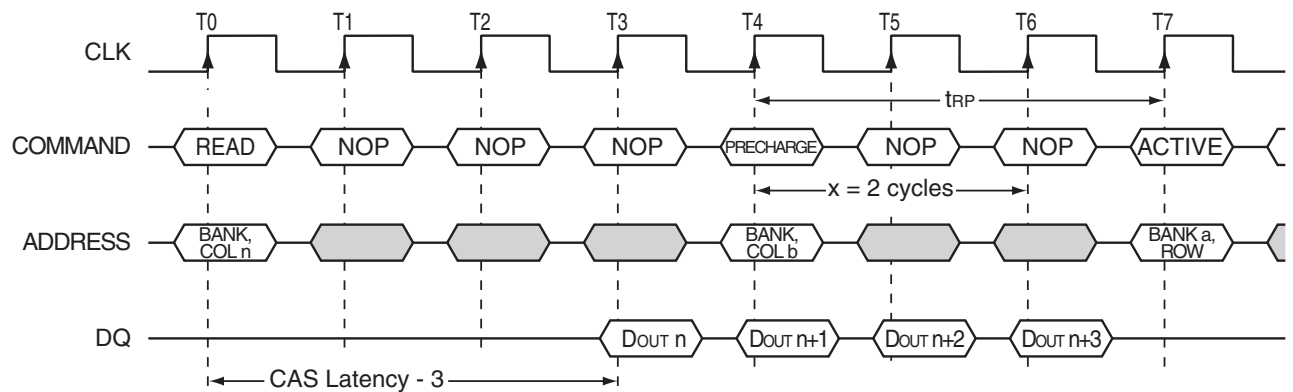 T0 T1 T2 T3 T4 T5 T6 T7
CLK
tRP
COMMAND READ NOP NOP NOP PRECHARGE NOP NOP ACTIVE
x = 2 cycles
ADDRESS
BANK,
COL n
BANK,
COL b
BANK a,
ROW
DQ DOUT n DOUT n+1 DOUT n+2 DOUT n+3
CAS Latency - 3